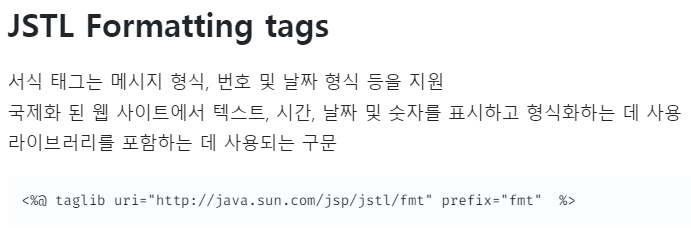 JSTL Formatting tags
서식 태그는 메시지 형식, 번호 및 날짜 형식 등을 지원
국제화 된 웹 사이트에서 텍스트, 시간, 날짜 및 숫자를 표시하고 형식화하는 데 사용
라이브러리를 포함하는 데 사용되는 구문
<%@ taglib uri="http://java.sun.com/jsp/jstl/fmt" prefix="fmt"  %>